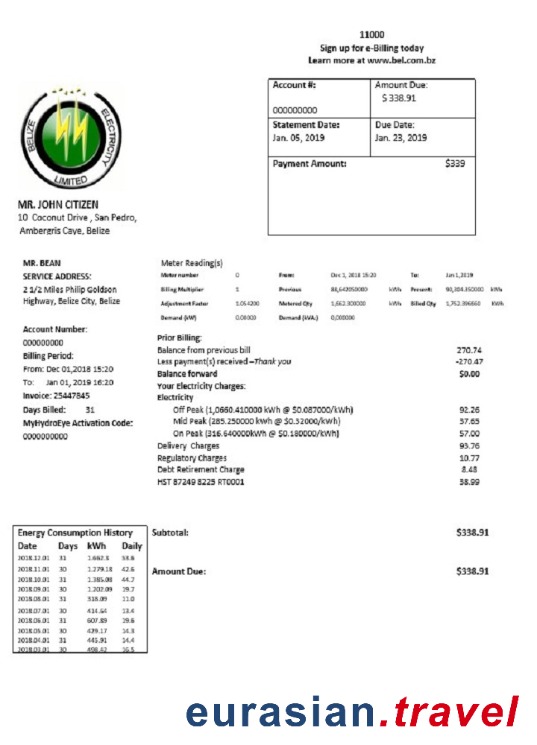 11000
Sign up for e-Billing today
Learn more at www.bel.com.bz
Account #:
000000000
Amount Due:
$ 338.91
Statement Date:
Jan. 05, 2019
Due Date:
Jan. 23, 2019
Payment Amount: $339
BELIZE ELECTRICITY LIMITED
MR. JOHN CITIZEN
10 Coconut Drive , San Pedro,
Ambergris Caye, Belize
MR. BEAN
SERVICE ADDRESS:
2 1/2 Miles Philip Goldson
Highway, Belize City, Belize
Account Number:
000000000
Billing Period:
From: Dec 01,2018 15:20
To: Jan 01, 2019 16:20
Invoice: 25447845
Days Billed: 31
MyHydroEye Activation Code:
0000000000
Meter Reading(s)
Meter number 0 From: Dec 1, 2018 15:20 To: Jan 1, 2019
Billing Multiplier 1 Previous kWh Present: kWh
Adjustment Factor 1.054200 Metered Qty 1,662.300000 kWh Billed Qty KWh
Demand (kW) 0.00000 Demand (kVA.) 0,000000
Prior Billing:
Balance from previous bill 270.74
Less payment(s) received –Thank you -270.47
Balance forward $0.00
Your Electricity Charges:
Electricity
Off Peak (1,0660.410000 kWh @ $0.087000/kWh) 92.26
Mid Peak (285.250000 kWh @ $0.32000/kWh) 37.65
On Peak (316.640000kWh @ $0.180000/kWh) 57.00
Delivery Charges 93.76
Regulatory Charges 10.77
Debt Retirement Charge 8.48
HST 87249 8225 RT0001 38.99
Energy Consumption History
Date Days kWh Daily
2018.12.01 31 1.662.3 53.6
2018.11.01 30 1.279.18 42.6
2018.10.01 31 1.385.08 44.7
2018.09.01 30 1.202.09 19.7
2018.08.01 31 318.09 11.0
2018.07.01 30 414.64 13.4
2018.06.01 31 607.89 19.6
2018.05.01 30 429.17 14.3
2018.04.01 31 445.91 14.4
2018.03.01 30 498.42 16.5
Subtotal: $338.91
Amount Due: $338.91
eurasian.travel